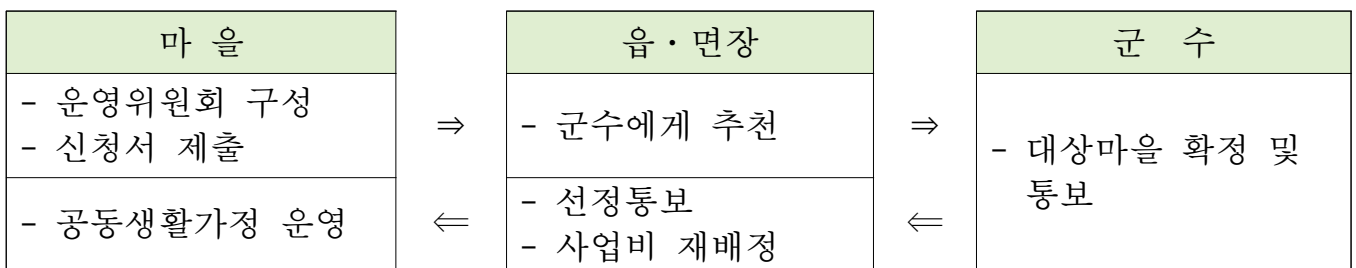 마 을
읍·면장
군 수
- 운영위원회 구성
- 신청서 제출
⇒
- 군수에게 추천
⇒
- 대상마을 확정 및
통보
- 공동생활가정 운영
⇐
- 선정통보
- 사업비 재배정
⇐